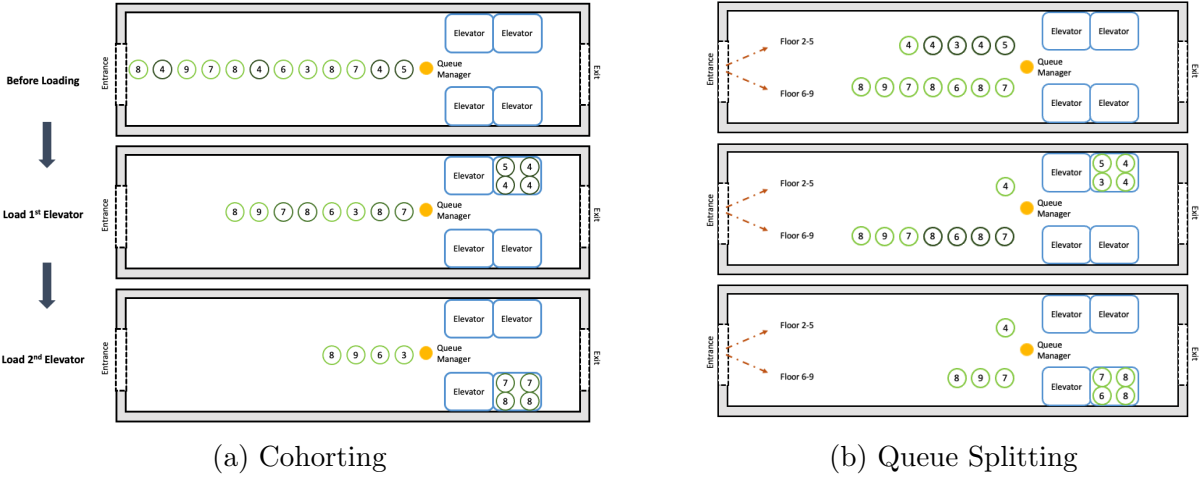 Before Loading
Entrance
8 4 9 7 8 4 6 3 8 7 4 5
Queue
Manager
Elevator Elevator
Elevator Elevator
Exit
Load 1st Elevator
Entrance
8 9 7 8 6 3 8 7
Queue
Manager
Elevator
5 4
4 4
Elevator Elevator
Exit
Load 2nd Elevator
Entrance
8 9 6 3
Queue
Manager
Elevator Elevator
Elevator
7 7
8 8
Exit
(a) Cohorting
Entrance
Floor 2-5
Floor 6-9
4 4 3 4 5
8 9 7 8 6 8 7
Queue
Manager
Elevator Elevator
Elevator Elevator
Exit
Entrance
Floor 2-5
Floor 6-9
4
8 9 7 8 6 8 7
Queue
Manager
Elevator
5 4
3 4
Elevator Elevator
Exit
Entrance
Floor 2-5
Floor 6-9
4
8 9 7
Queue
Manager
Elevator Elevator
Elevator
7 8
6 8
Exit
(b) Queue Splitting